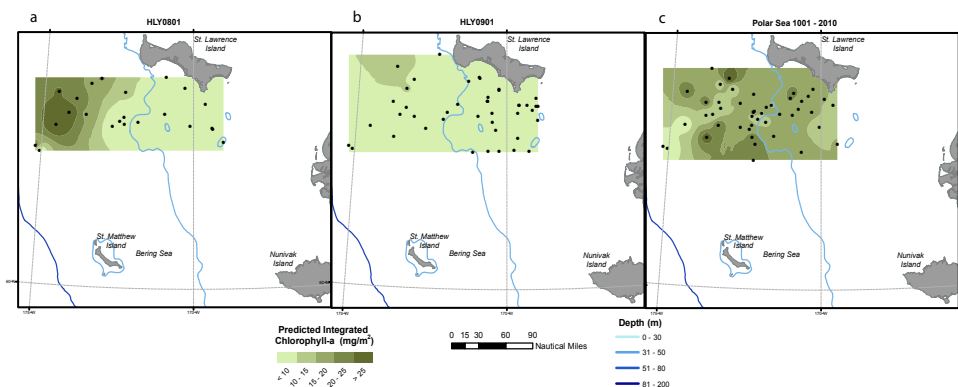 a
HLY0801
St. Lawrence
Island
St. Matthew
Island
Bering Sea
Nunivak
Island
b
HLY0901
St. Lawrence
Island
St. Matthew
Island
Bering Sea
Nunivak
Island
c
Polar Sea 1001 - 2010
St. Lawrence
Island
St. Matthew
Island
Bering Sea
Nunivak
Island
Predicted Integrated
Chlorophyll-a (mg/m²)
< 10
10 - 15
15 - 20
20 - 25
> 25
0 15 30 60 90
Nautical Miles
Depth (m)
0 - 30
31 - 50
51 - 80
81 - 200